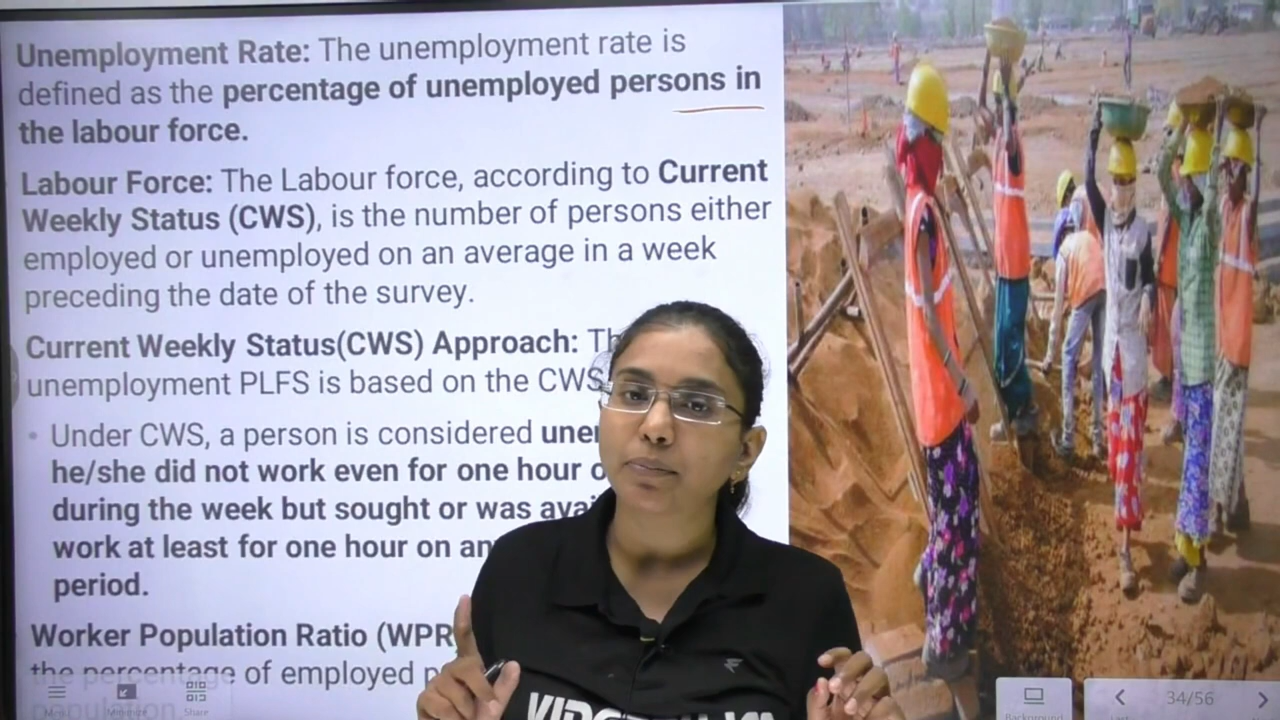 Unemployment Rate: The unemployment rate is
defined as the percentage of unemployed persons in
the labour force.
Labour Force: The Labour force, according to Current
Weekly Status (CWS), is the number of persons either
employed or unemployed on an average in a week
preceding the date of the survey.
Current Weekly Status(CWS) Approach:
unemployment PLFS is based on the CWS
• Under CWS, a person is considered
he/she did not work even for one hour
during the week but sought or was
work at least for one hour on
period.
Worker Population Ratio (WPR
the percentage of employed
population
Minimize
Share
Background
34/56